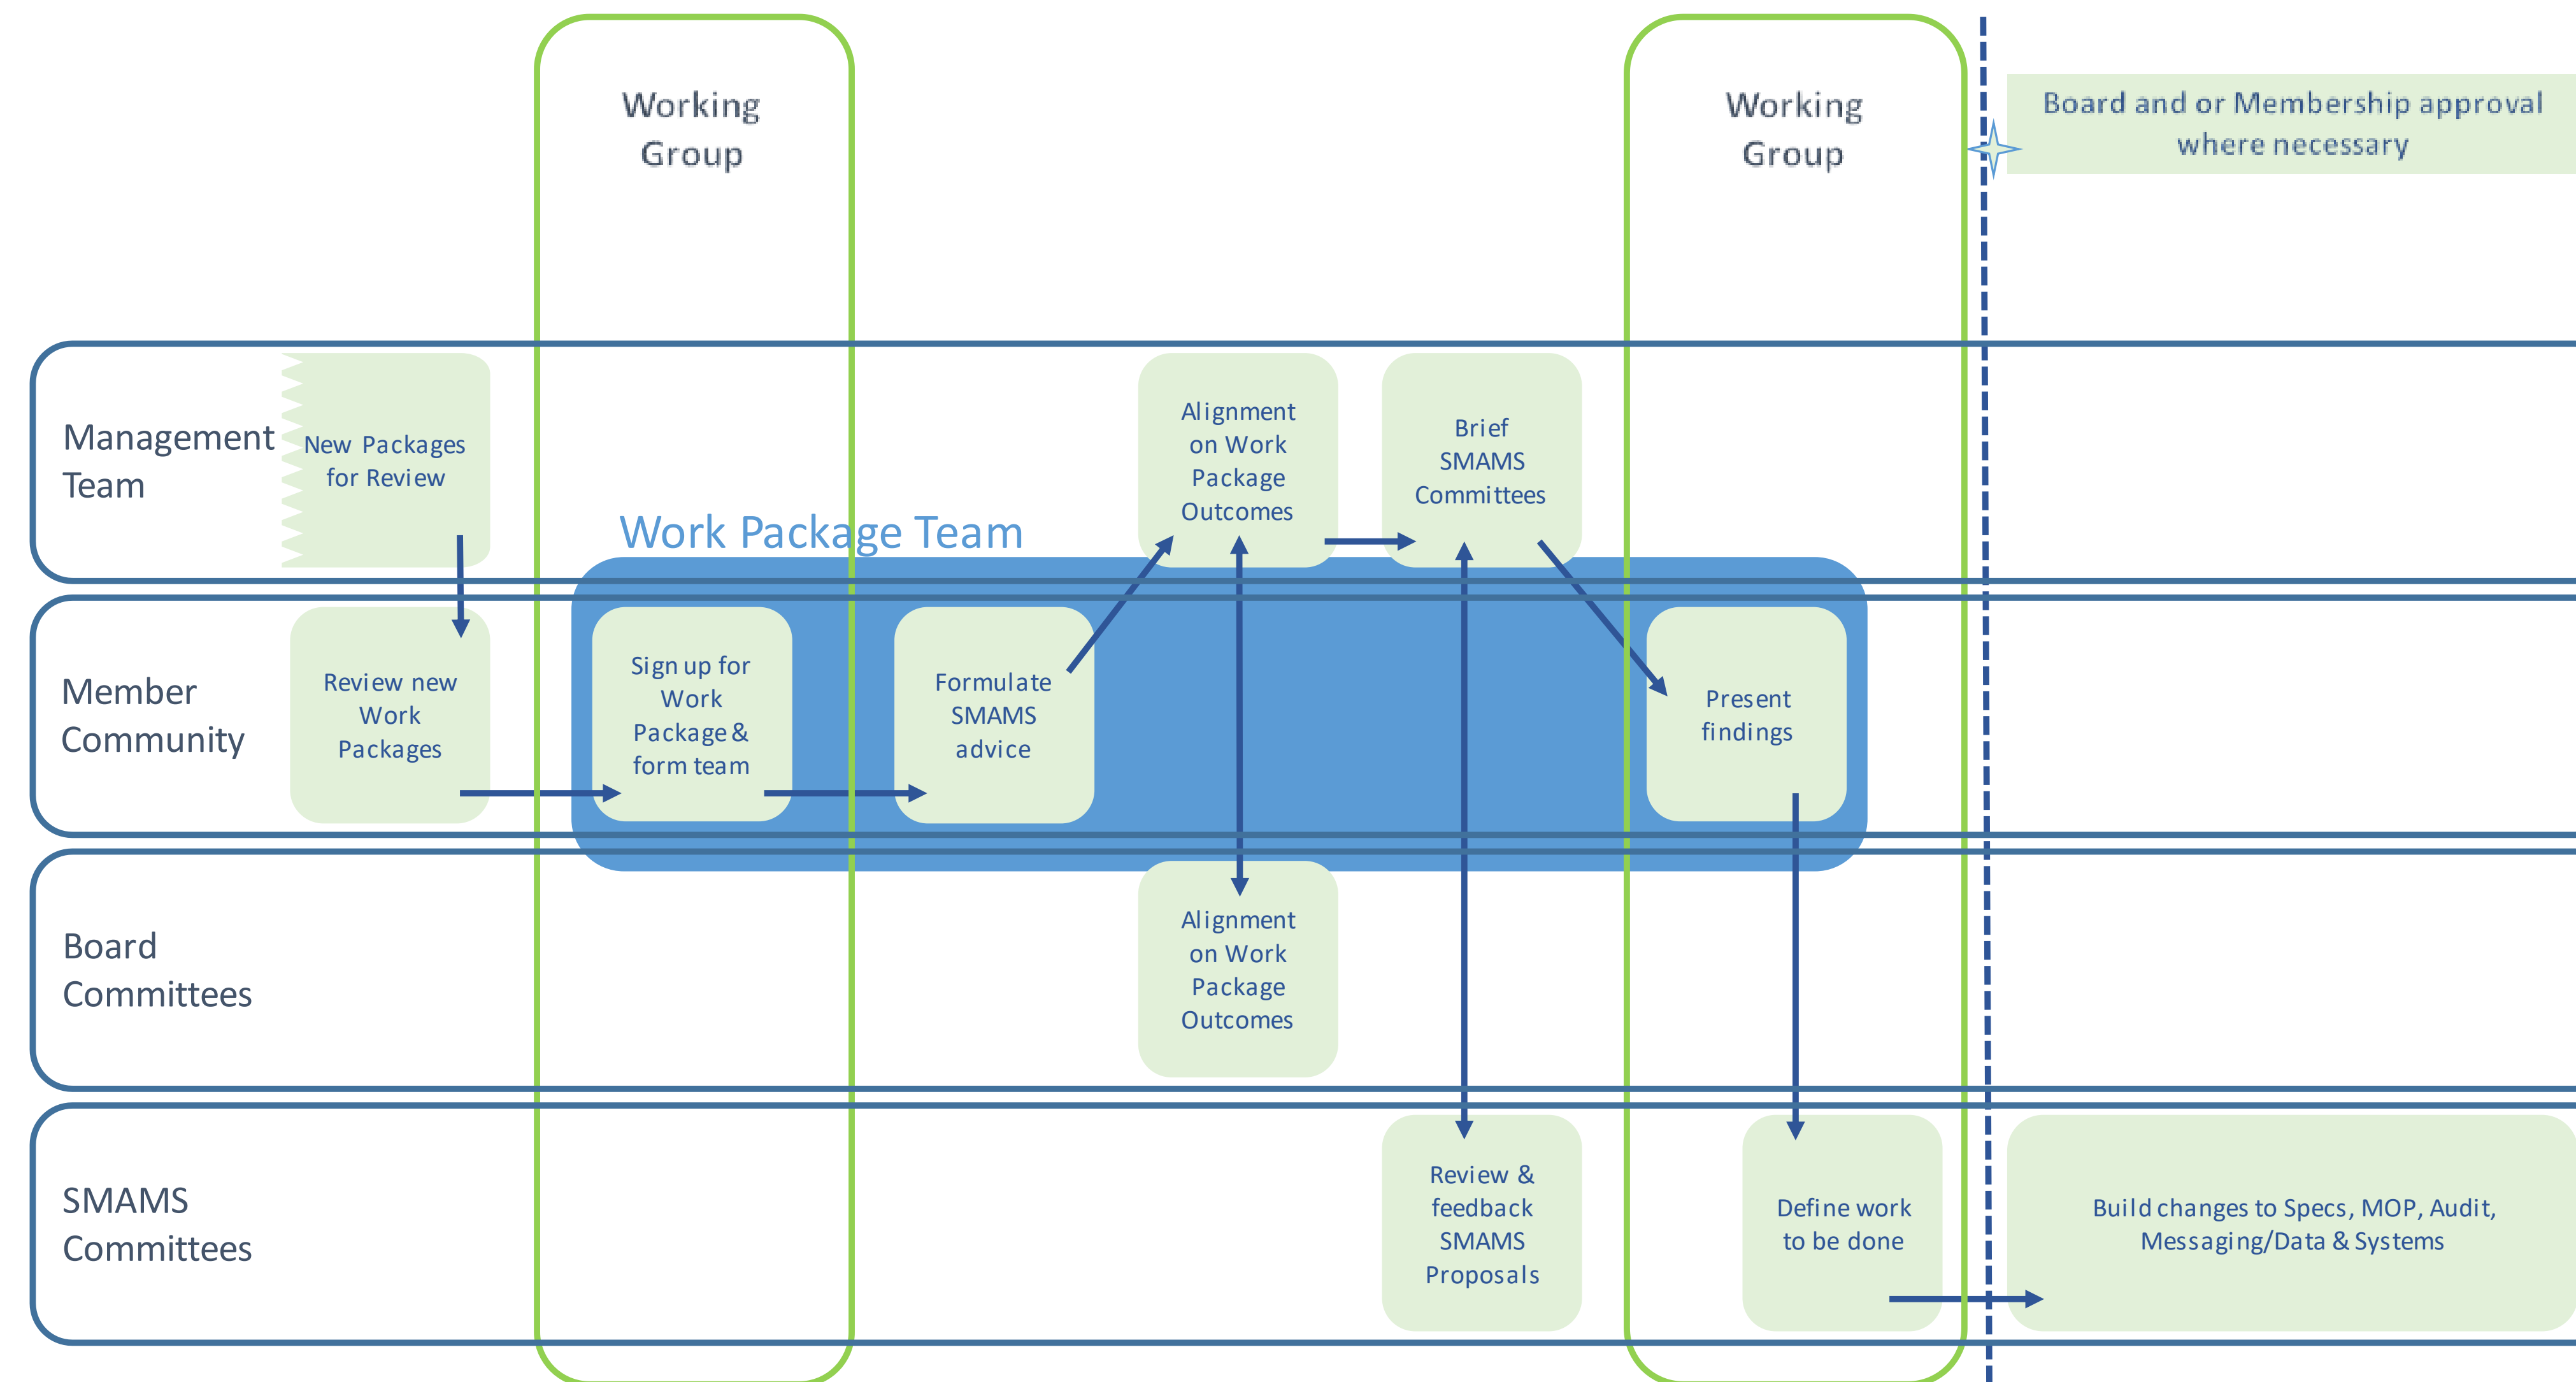 Working
Group
Working
Group
Board and or Membership approval
where necessary
Management
Team
New Packages
for Review
Alignment
on Work
Package
Outcomes
Brief
SMAMS
Committees
Work Package Team
Member
Community
Review new
Work
Packages
Sign up for
Work
Package &
form team
Formulate
SMAMS
advice
Present
findings
Board
Committees
Alignment
on Work
Package
Outcomes
SMAMS
Committees
Review &
feedback
SMAMS
Proposals
Define work
to be done
Build changes to Specs, MOP, Audit,
Messaging/Data & Systems